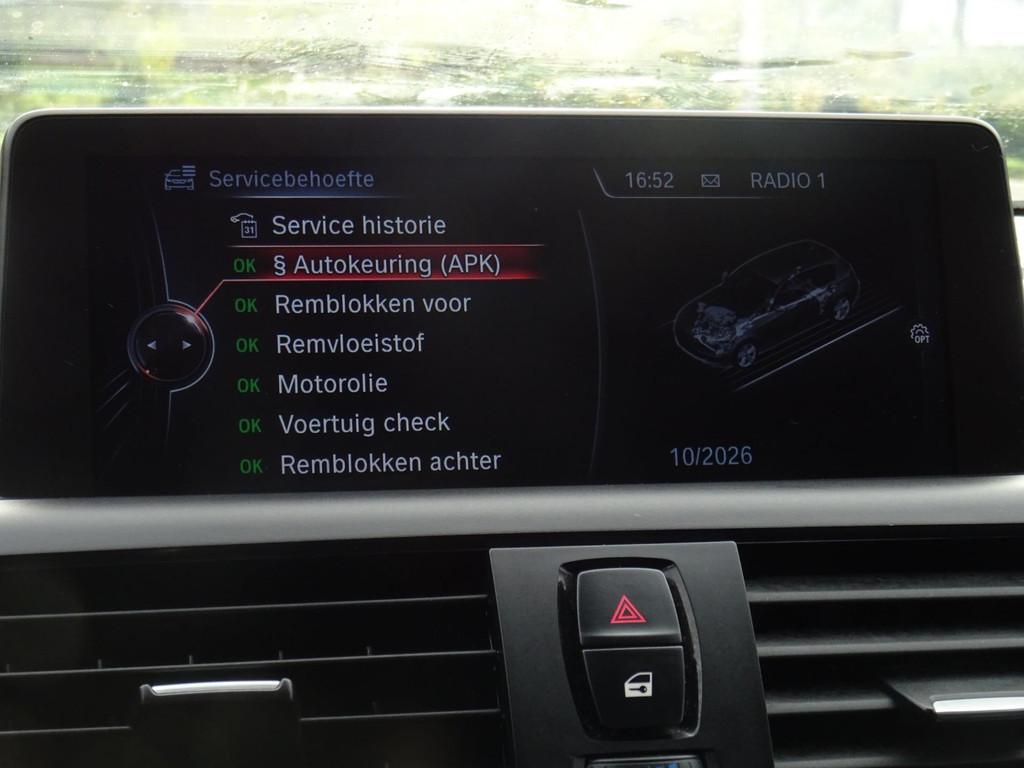 Servicebehoefte
16:52 RADIO 1
31 Service historie
OK § Autokeuring (APK)
OK Remblokken voor
OK Remvloeistof
OK Motorolie
OK Voertuig check
OK Remblokken achter
OPT
10/2026